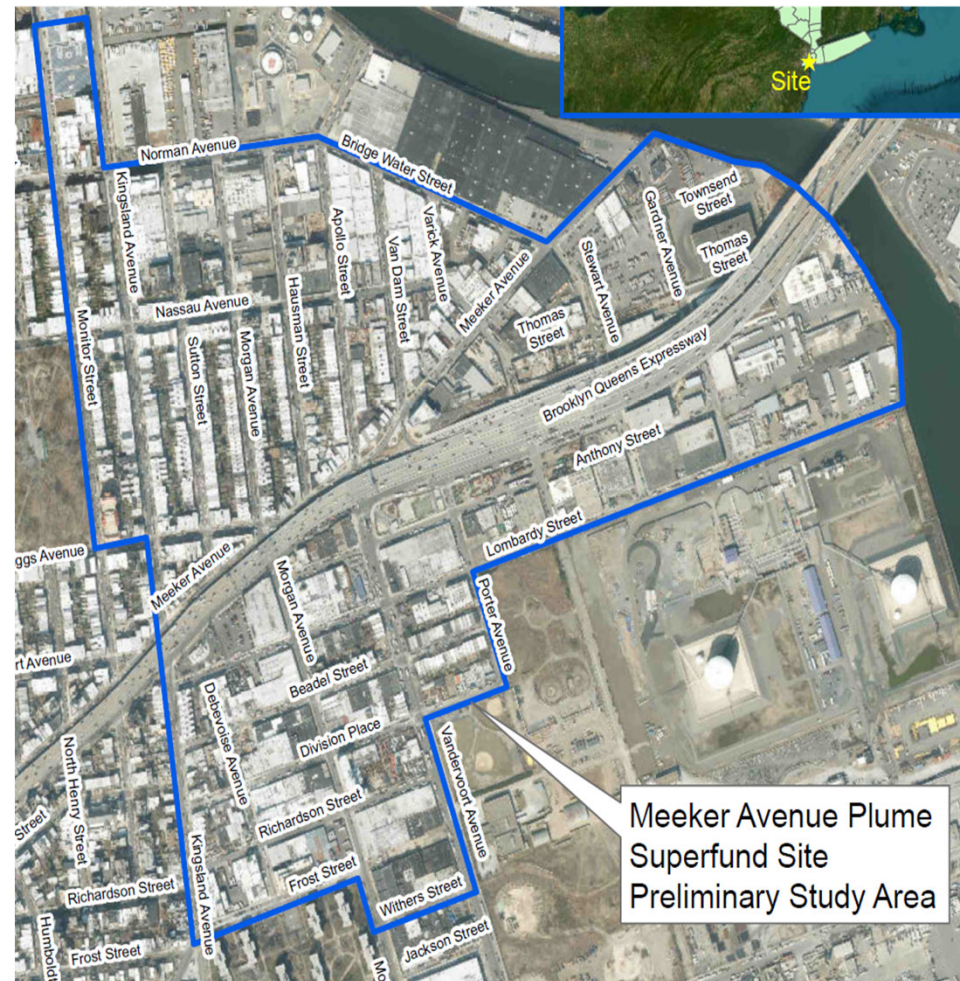 Site
Norman Avenue
Bridge Water Street
Kingsland Avenue
Apollo Street
Van Dam Street
Varick Avenue
Meeker Avenue
Stewart Avenue
Gardner Avenue
Townsend
Street
Thomas
Street
Nassau Avenue
Hausman Street
Thomas
Street
Monitor Street
Sutton Street
Morgan Avenue
Brooklyn Queens Expressway
Anthony Street
Lombardy Street
ggs Avenue
Meeker Avenue
Morgan Avenue
Porter Avenue
rt Avenue
Beadel Street
Debevoise Avenue
Division Place
Vandervoort Avenue
North Henry Street
Street
Richardson Street
Meeker Avenue Plume
Superfund Site
Preliminary Study Area
Kingsland Avenue
Frost Street
Richardson Street
Withers Street
Humboldt
Frost Street
Mo
Jackson Street